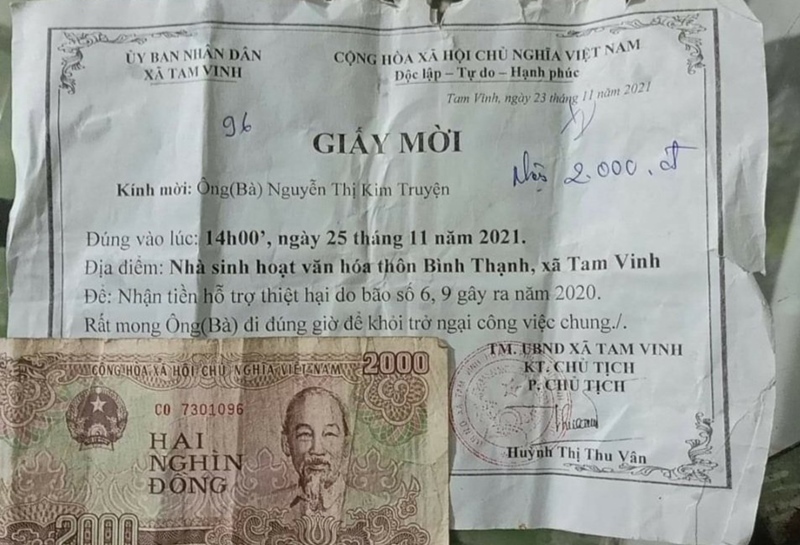 ỦY BAN NHÂN DÂN
XÃ TAM VINH
CỘNG HÒA XÃ HỘI CHỦ NGHĨA VIỆT NAM
Độc lập – Tự do – Hạnh phúc
Tam Vinh, ngày 23 tháng 11 năm 2021
96
GIẤY MỜI
2.000.đ
Kính mời: Ông(Bà) Nguyễn Thị Kim Truyện
Đúng vào lúc: 14h00', ngày 25 tháng 11 năm 2021.
Địa điểm: Nhà sinh hoạt văn hóa thôn Bình Thạnh, xã Tam Vinh
Để: Nhận tiền hỗ trợ thiệt hại do bão số 6, 9 gây ra năm 2020.
Rất mong Ông(Bà) đi đúng giờ để khỏi trở ngại công việc chung./.
TM. UBND XÃ TAM VINH
KT. CHỦ TỊCH
P. CHỦ TỊCH
Huỳnh Thị Thu Vân
CỘNG HÒA XÃ HỘI CHỦ NGHĨA VIỆT NAM
2000
CO 7301096
HAI
NGHÌN
ĐỒNG
2000